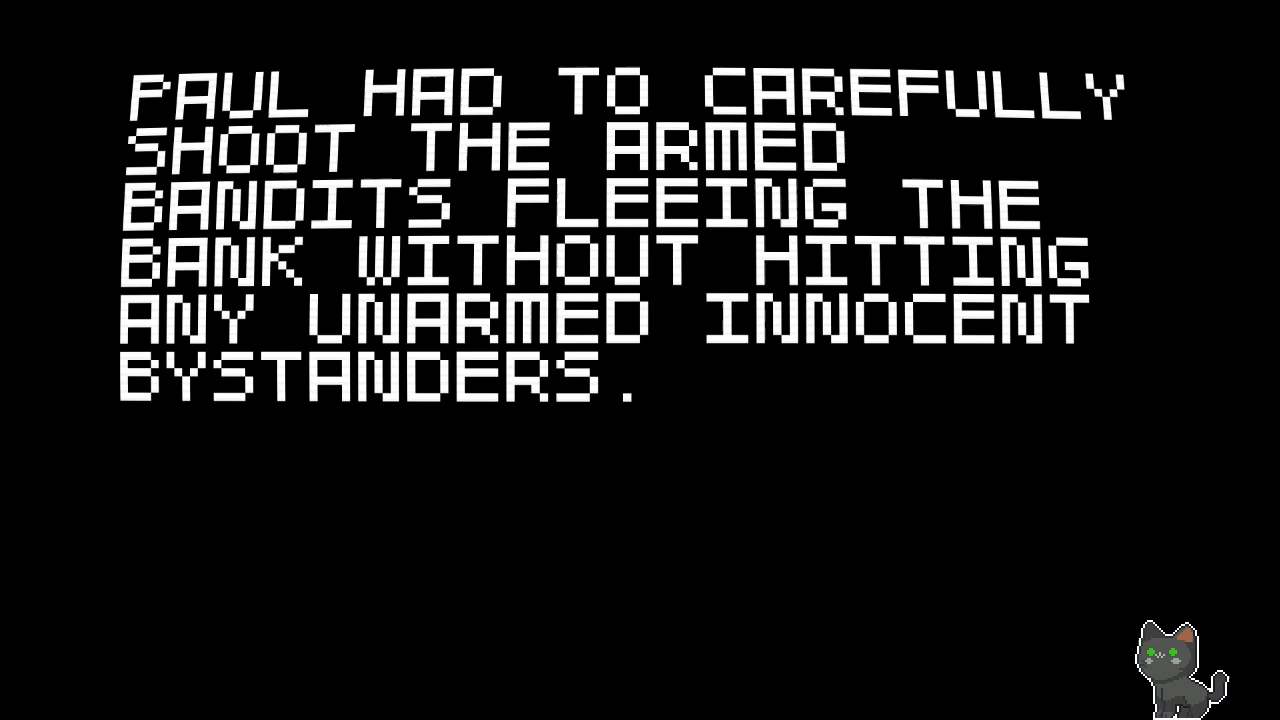 PAUL HAD TO CAREFULLY
SHOOT THE ARMED
BANDITS FLEEING THE
BANK WITHOUT HITTING
ANY UNARMED INNOCENT
BYSTANDERS.